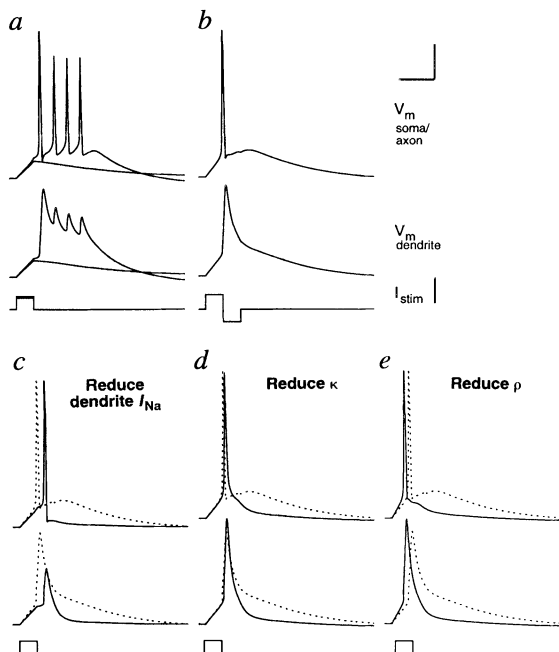 a
b
V_m
soma/
axon
V_m
dendrite
I_stim
c
Reduce
dendrite I_Na
d
Reduce κ
e
Reduce ρ